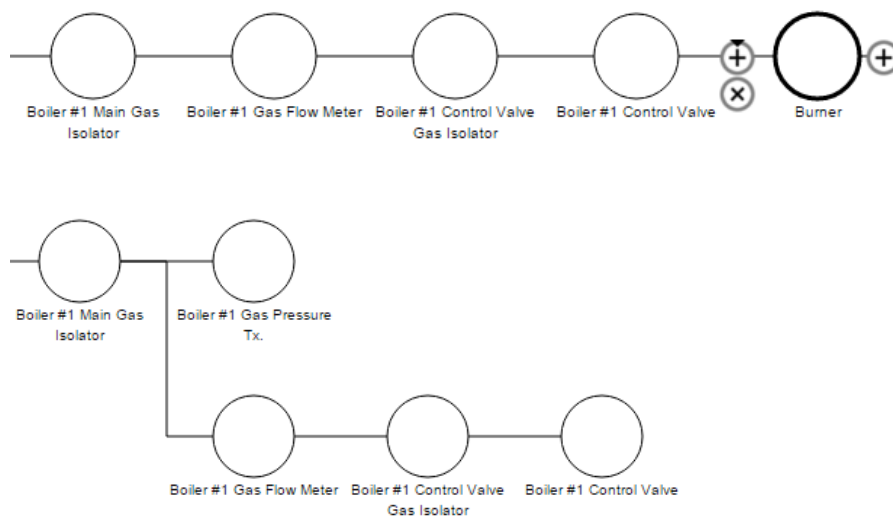 Boiler #1 Main Gas
Isolator
Boiler #1 Gas Flow Meter
Boiler #1 Control Valve
Gas Isolator
Boiler #1 Control Valve
Burner
Boiler #1 Main Gas
Isolator
Boiler #1 Gas Pressure
Tx.
Boiler #1 Gas Flow Meter
Boiler #1 Control Valve
Gas Isolator
Boiler #1 Control Valve